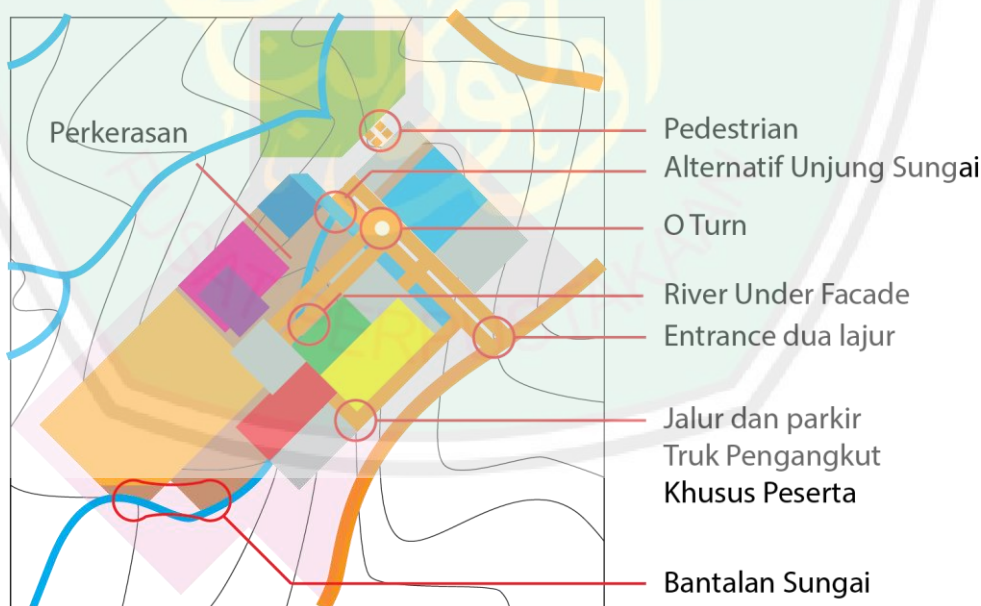 Perkerasan
Pedestrian
Alternatif Unjung Sungai
O Turn
River Under Facade
Entrance dua lajur
Jalur dan parkir
Truk Pengangkut
Khusus Peserta
Bantalan Sungai